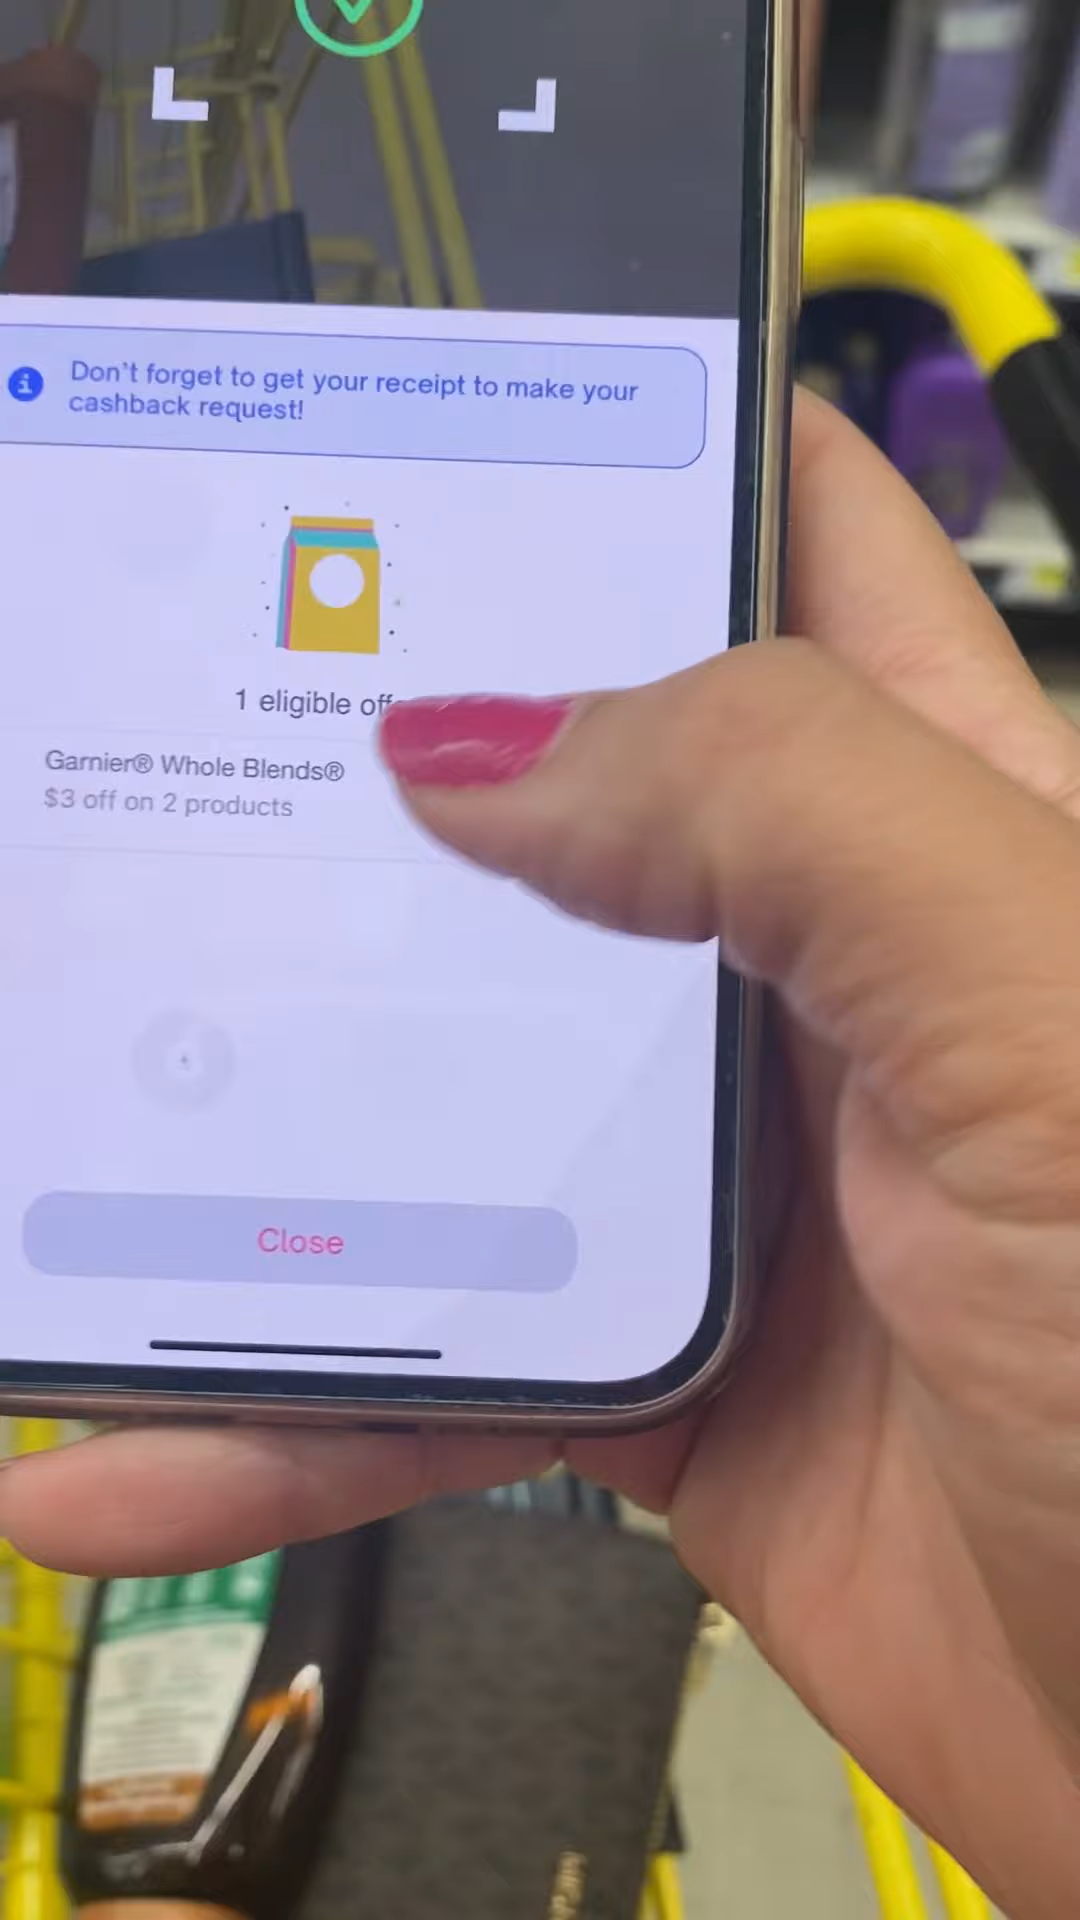 Don't forget to get your receipt to make your
cashback request!
1 eligible
Garnier® Whole Blends®
$3 off on 2 products
Close